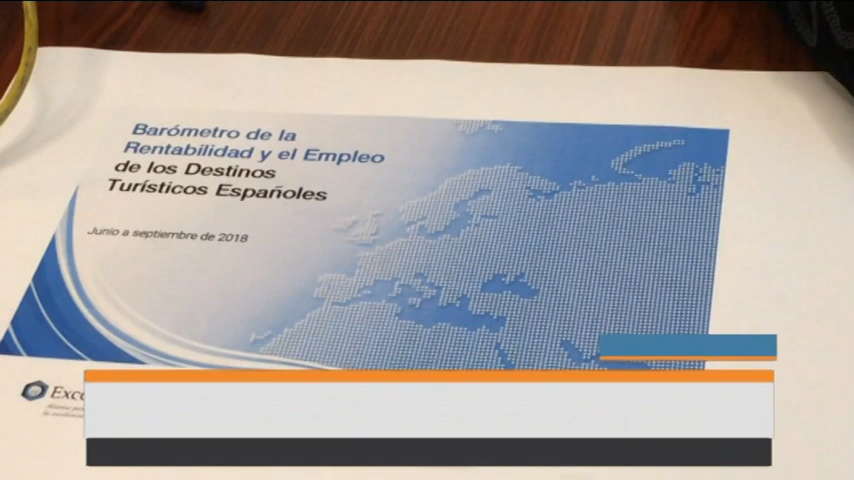 Barómetro de la
Rentabilidad y el Empleo
de los Destinos
Turísticos Españoles
Junio a septiembre de 2018